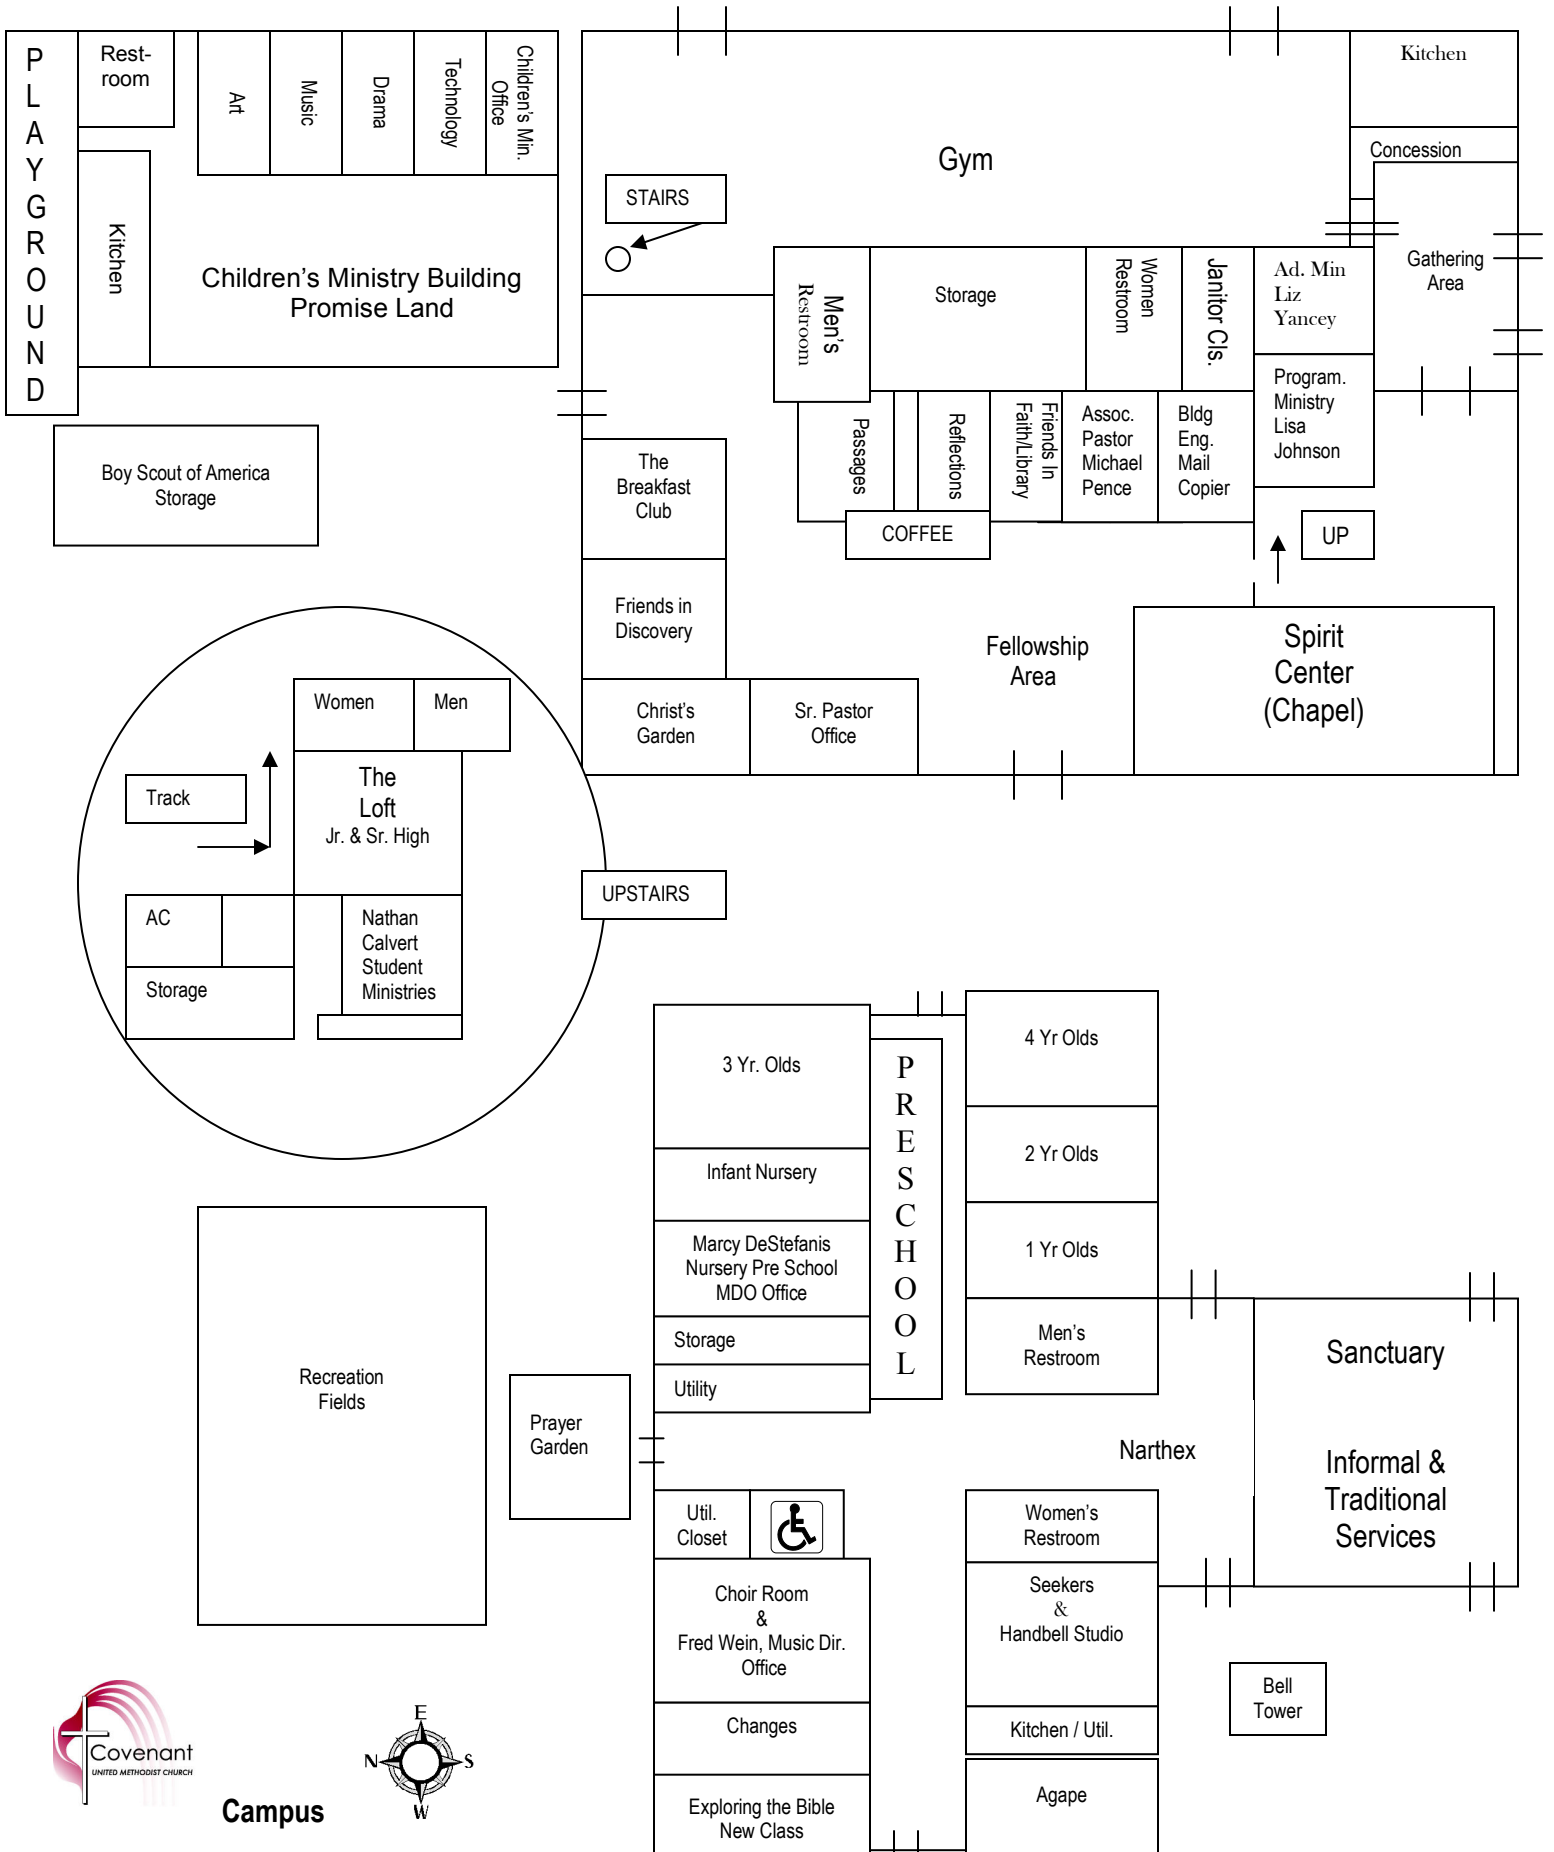 PLAYGROUND
Rest-
room
Art
Music
Drama
Technology
Children's Min.
Office
Kitchen
Children's Ministry Building
Promise Land
Boy Scout of America
Storage
Gym
STAIRS
Kitchen
Concession
Gathering
Area
Men's
Restroom
Storage
Women
Restroom
Janitor Cls.
Ad. Min
Liz
Yancey
Program.
Ministry
Lisa
Johnson
Passages
Reflections
Friends In
Faith/Library
Assoc.
Pastor
Michael
Pence
Bldg
Eng.
Mail
Copier
COFFEE
UP
The
Breakfast
Club
Friends in
Discovery
Christ's
Garden
Sr. Pastor
Office
Fellowship
Area
Spirit
Center
(Chapel)
Women
Men
The
Loft
Jr. & Sr. High
Track
AC
Storage
Nathan
Calvert
Student
Ministries
UPSTAIRS
3 Yr. Olds
Infant Nursery
Marcy DeStefanis
Nursery Pre School
MDO Office
Storage
Utility
PRESCHOOL
4 Yr Olds
2 Yr Olds
1 Yr Olds
Men's
Restroom
Sanctuary
Informal &
Traditional
Services
Narthex
Recreation
Fields
Prayer
Garden
Util.
Closet
Choir Room
&
Fred Wein, Music Dir.
Office
Changes
Exploring the Bible
New Class
Women's
Restroom
Seekers
&
Handbell Studio
Kitchen / Util.
Agape
Bell
Tower
Covenant
UNITED METHODIST CHURCH
Campus
E
N
S
W